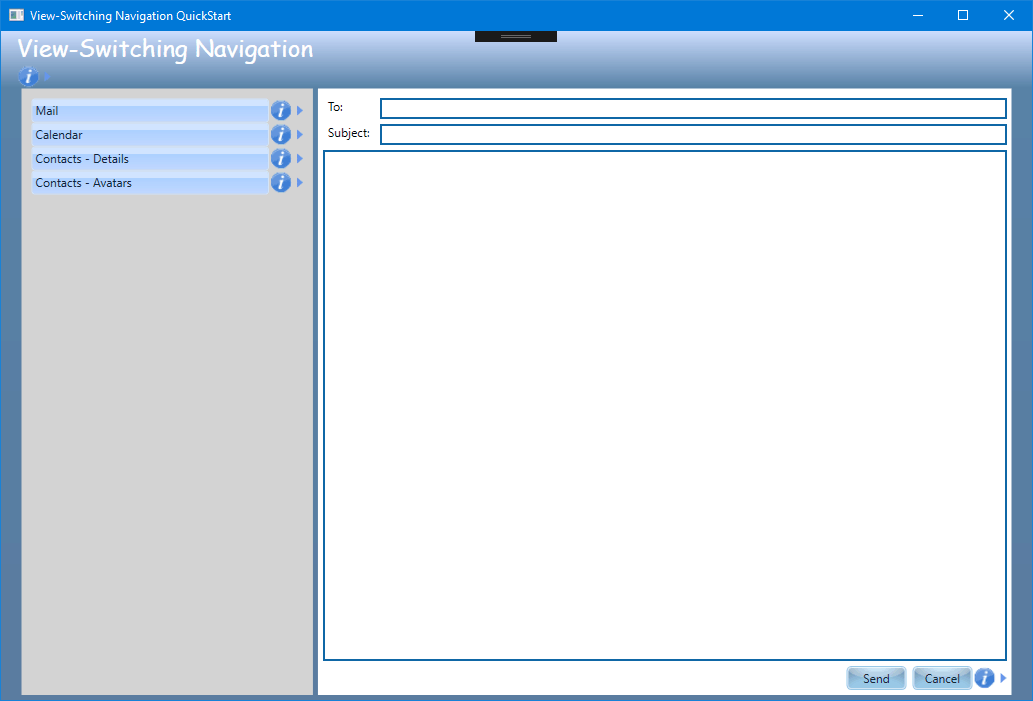 View-Switching Navigation QuickStart
View-Switching Navigation
Mail
Calendar
Contacts - Details
Contacts - Avatars
To:
Subject:
Send
Cancel